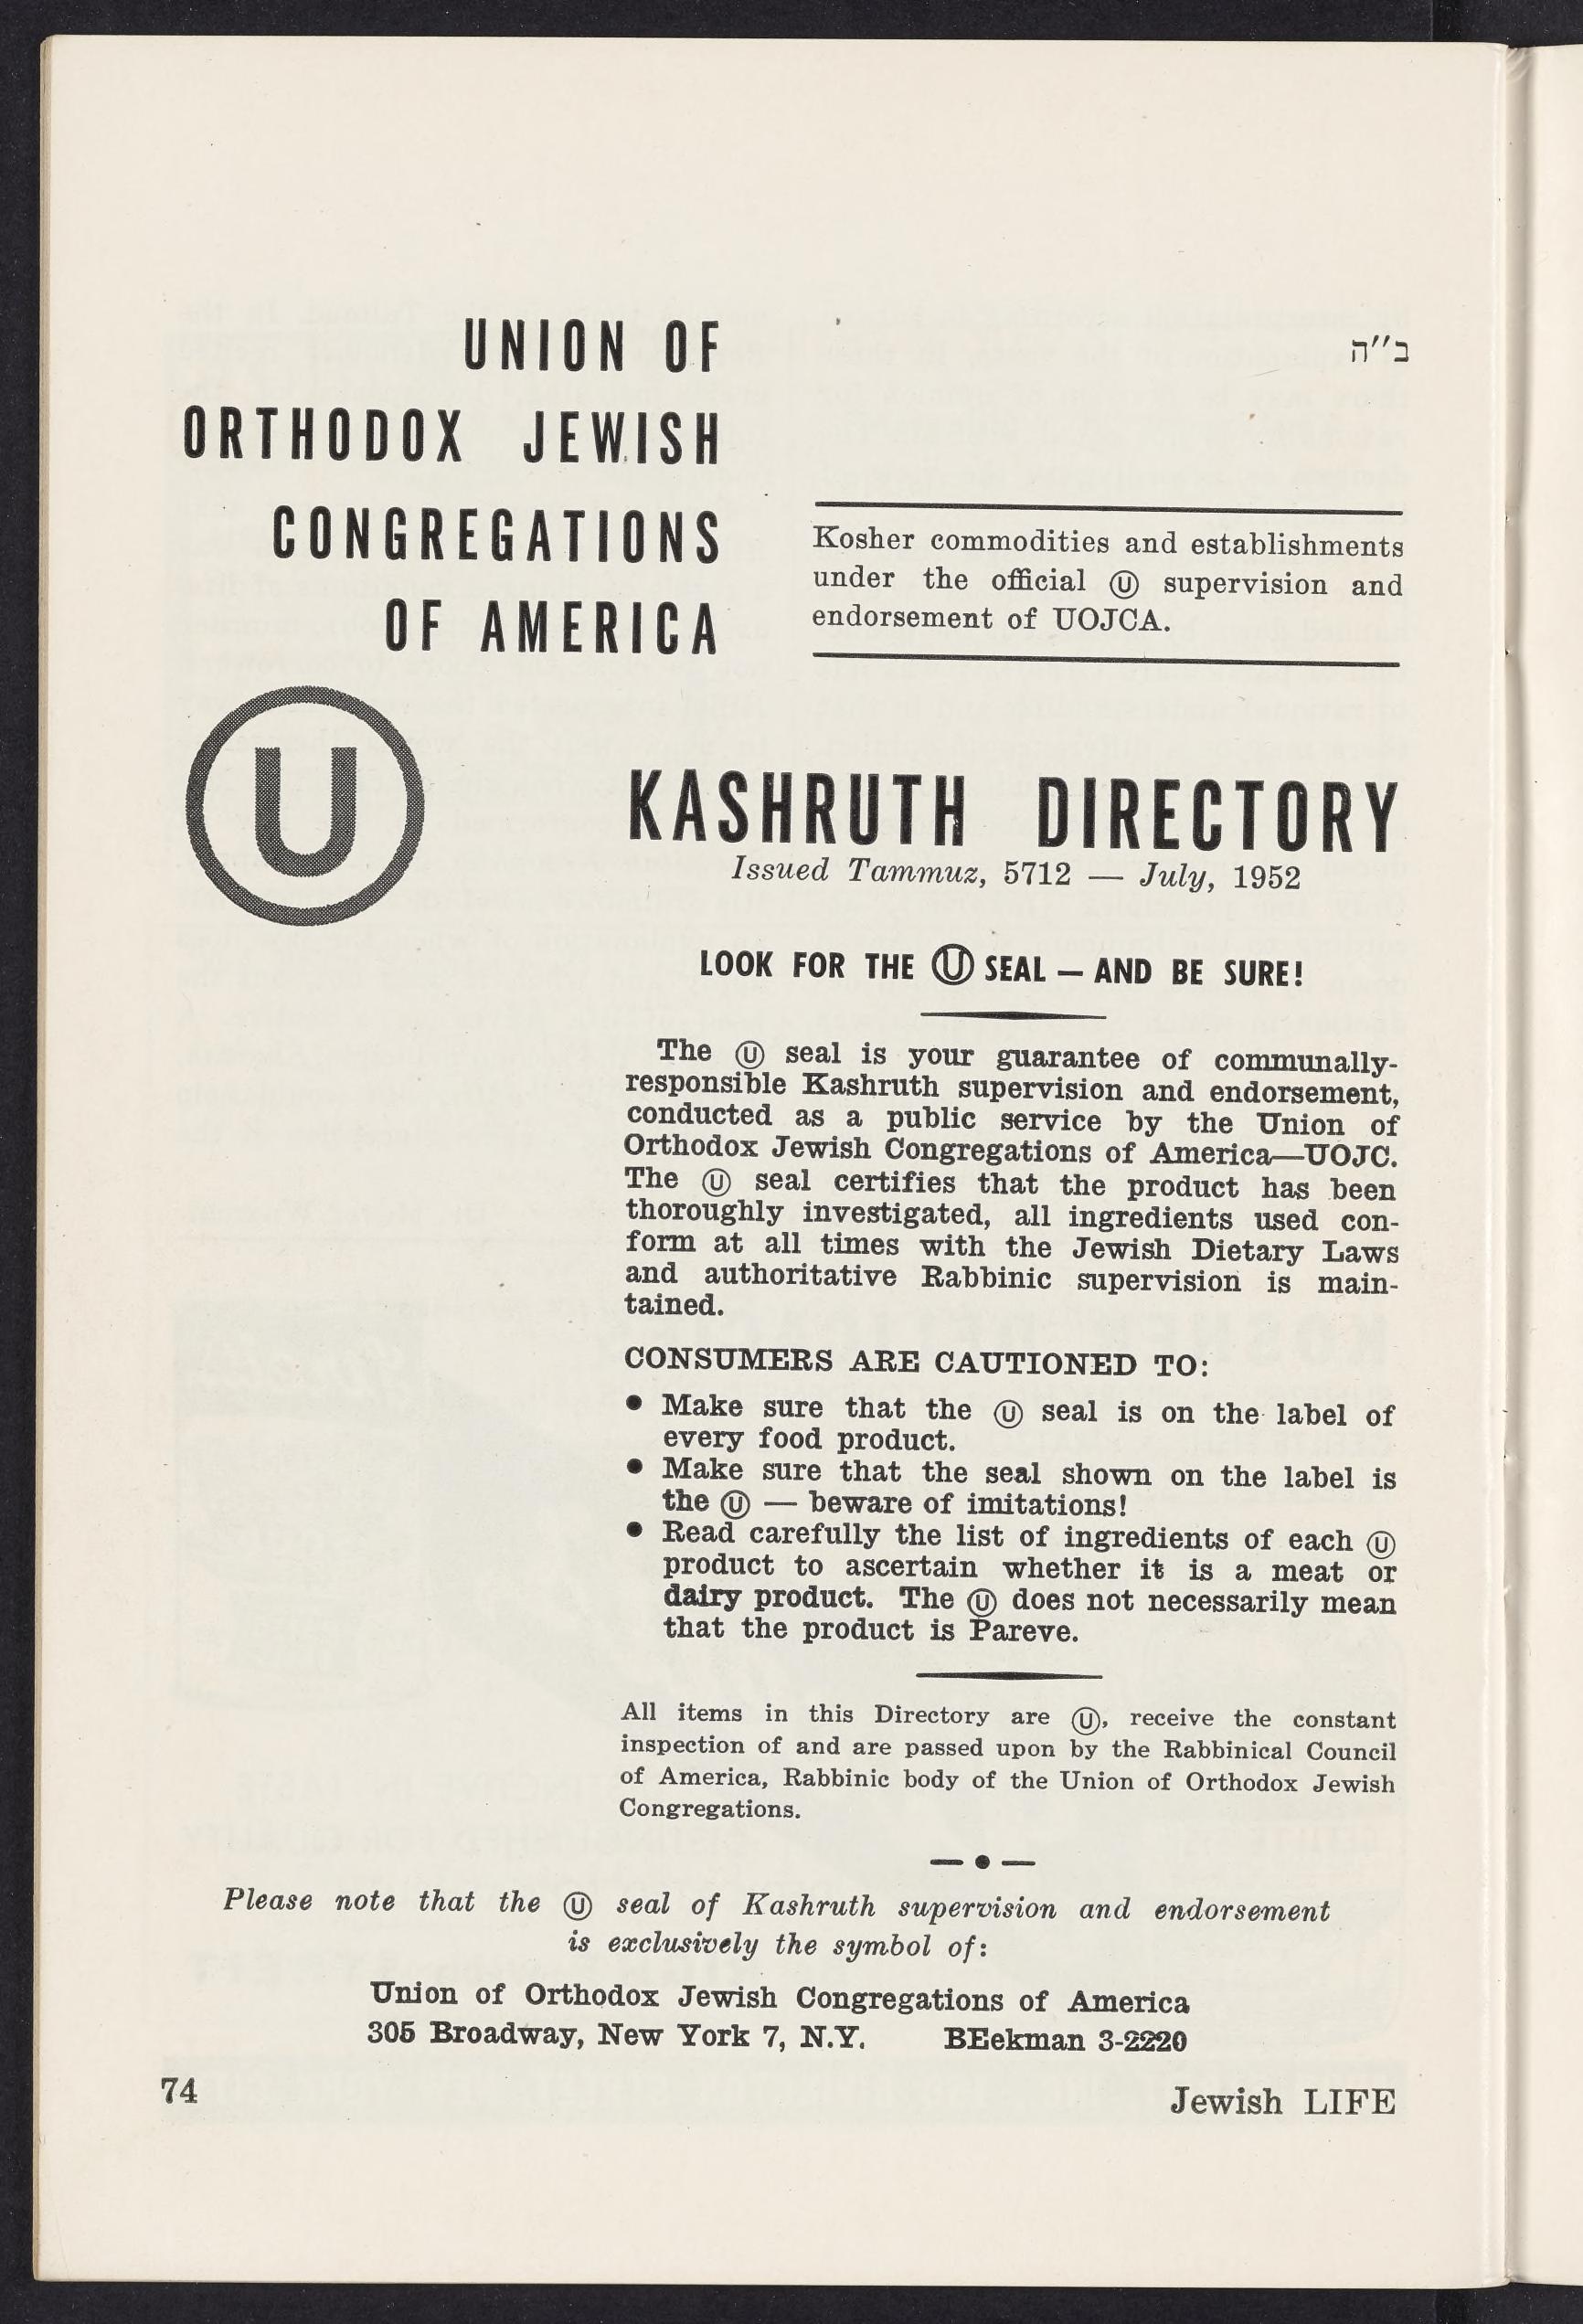 ב״ה
UNION OF
ORTHODOX JEWISH
CONGREGATIONS
OF AMERICA
Kosher commodities and establishments
under the official Ⓤ supervision and
endorsement of UOJCA.
Ⓤ
KASHRUTH DIRECTORY
Issued Tammuz, 5712 — July, 1952
LOOK FOR THE Ⓤ SEAL — AND BE SURE!
The Ⓤ seal is your guarantee of communally-
responsible Kashruth supervision and endorsement,
conducted as a public service by the Union of
Orthodox Jewish Congregations of America—UOJC.
The Ⓤ seal certifies that the product has been
thoroughly investigated, all ingredients used con-
form at all times with the Jewish Dietary Laws
and authoritative Rabbinic supervision is main-
tained.
CONSUMERS ARE CAUTIONED TO:
• Make sure that the Ⓤ seal is on the label of
every food product.
• Make sure that the seal shown on the label is
the Ⓤ — beware of imitations!
• Read carefully the list of ingredients of each Ⓤ
product to ascertain whether it is a meat or
dairy product. The Ⓤ does not necessarily mean
that the product is Pareve.
All items in this Directory are Ⓤ, receive the constant
inspection of and are passed upon by the Rabbinical Council
of America, Rabbinic body of the Union of Orthodox Jewish
Congregations.
Please note that the Ⓤ seal of Kashruth supervision and endorsement
is exclusively the symbol of:
Union of Orthodox Jewish Congregations of America
305 Broadway, New York 7, N.Y. BEekman 3-2220
74
Jewish LIFE